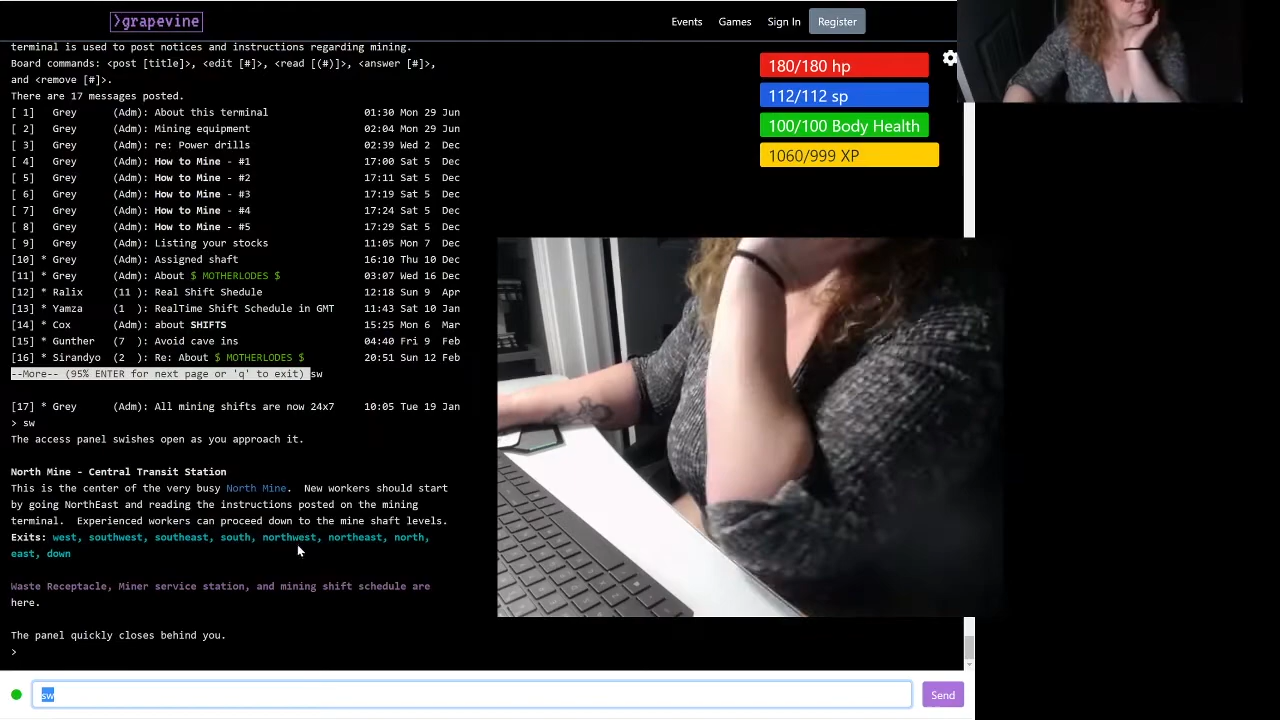 >grapevine
Events Games Sign In Register
terminal is used to post notices and instructions regarding mining.
Board commands: <post [title]>, <edit [#]>, <read [(#)]>, <answer [#]>,
and <remove [#]>.
There are 17 messages posted.
[ 1] Grey (Adm): About this terminal 01:30 Mon 29 Jun
[ 2] Grey (Adm): Mining equipment 02:04 Mon 29 Jun
[ 3] Grey (Adm): re: Power drills 02:39 Wed 2 Dec
[ 4] Grey (Adm): How to Mine - #1 17:00 Sat 5 Dec
[ 5] Grey (Adm): How to Mine - #2 17:11 Sat 5 Dec
[ 6] Grey (Adm): How to Mine - #3 17:19 Sat 5 Dec
[ 7] Grey (Adm): How to Mine - #4 17:24 Sat 5 Dec
[ 8] Grey (Adm): How to Mine - #5 17:29 Sat 5 Dec
[ 9] Grey (Adm): Listing your stocks 11:05 Mon 7 Dec
[10] * Grey (Adm): Assigned shaft 16:10 Thu 10 Dec
[11] * Grey (Adm): About $ MOTHERLODES $ 03:07 Wed 16 Dec
[12] * Ralix (11 ): Real Shift Shedule 12:18 Sun 9 Apr
[13] * Yamza (1 ): RealTime Shift Schedule in GMT 11:43 Sat 10 Jan
[14] * Cox (Adm): about SHIFTS 15:25 Mon 6 Mar
[15] * Gunther (7 ): Avoid cave ins 04:40 Fri 9 Feb
[16] * Sirandyo (2 ): Re: About $ MOTHERLODES $ 20:51 Sun 12 Feb
--More-- (95% ENTER for next page or 'q' to exit) sw
[17] * Grey (Adm): All mining shifts are now 24x7 10:05 Tue 19 Jan
> sw
The access panel swishes open as you approach it.
North Mine - Central Transit Station
This is the center of the very busy North Mine. New workers should start
by going NorthEast and reading the instructions posted on the mining
terminal. Experienced workers can proceed down to the mine shaft levels.
Exits: west, southwest, southeast, south, northwest, northeast, north,
east, down
Waste Receptacle, Miner service station, and mining shift schedule are
here.
The panel quickly closes behind you.
>
180/180 hp
112/112 sp
100/100 Body Health
1060/999 XP
sw
Send